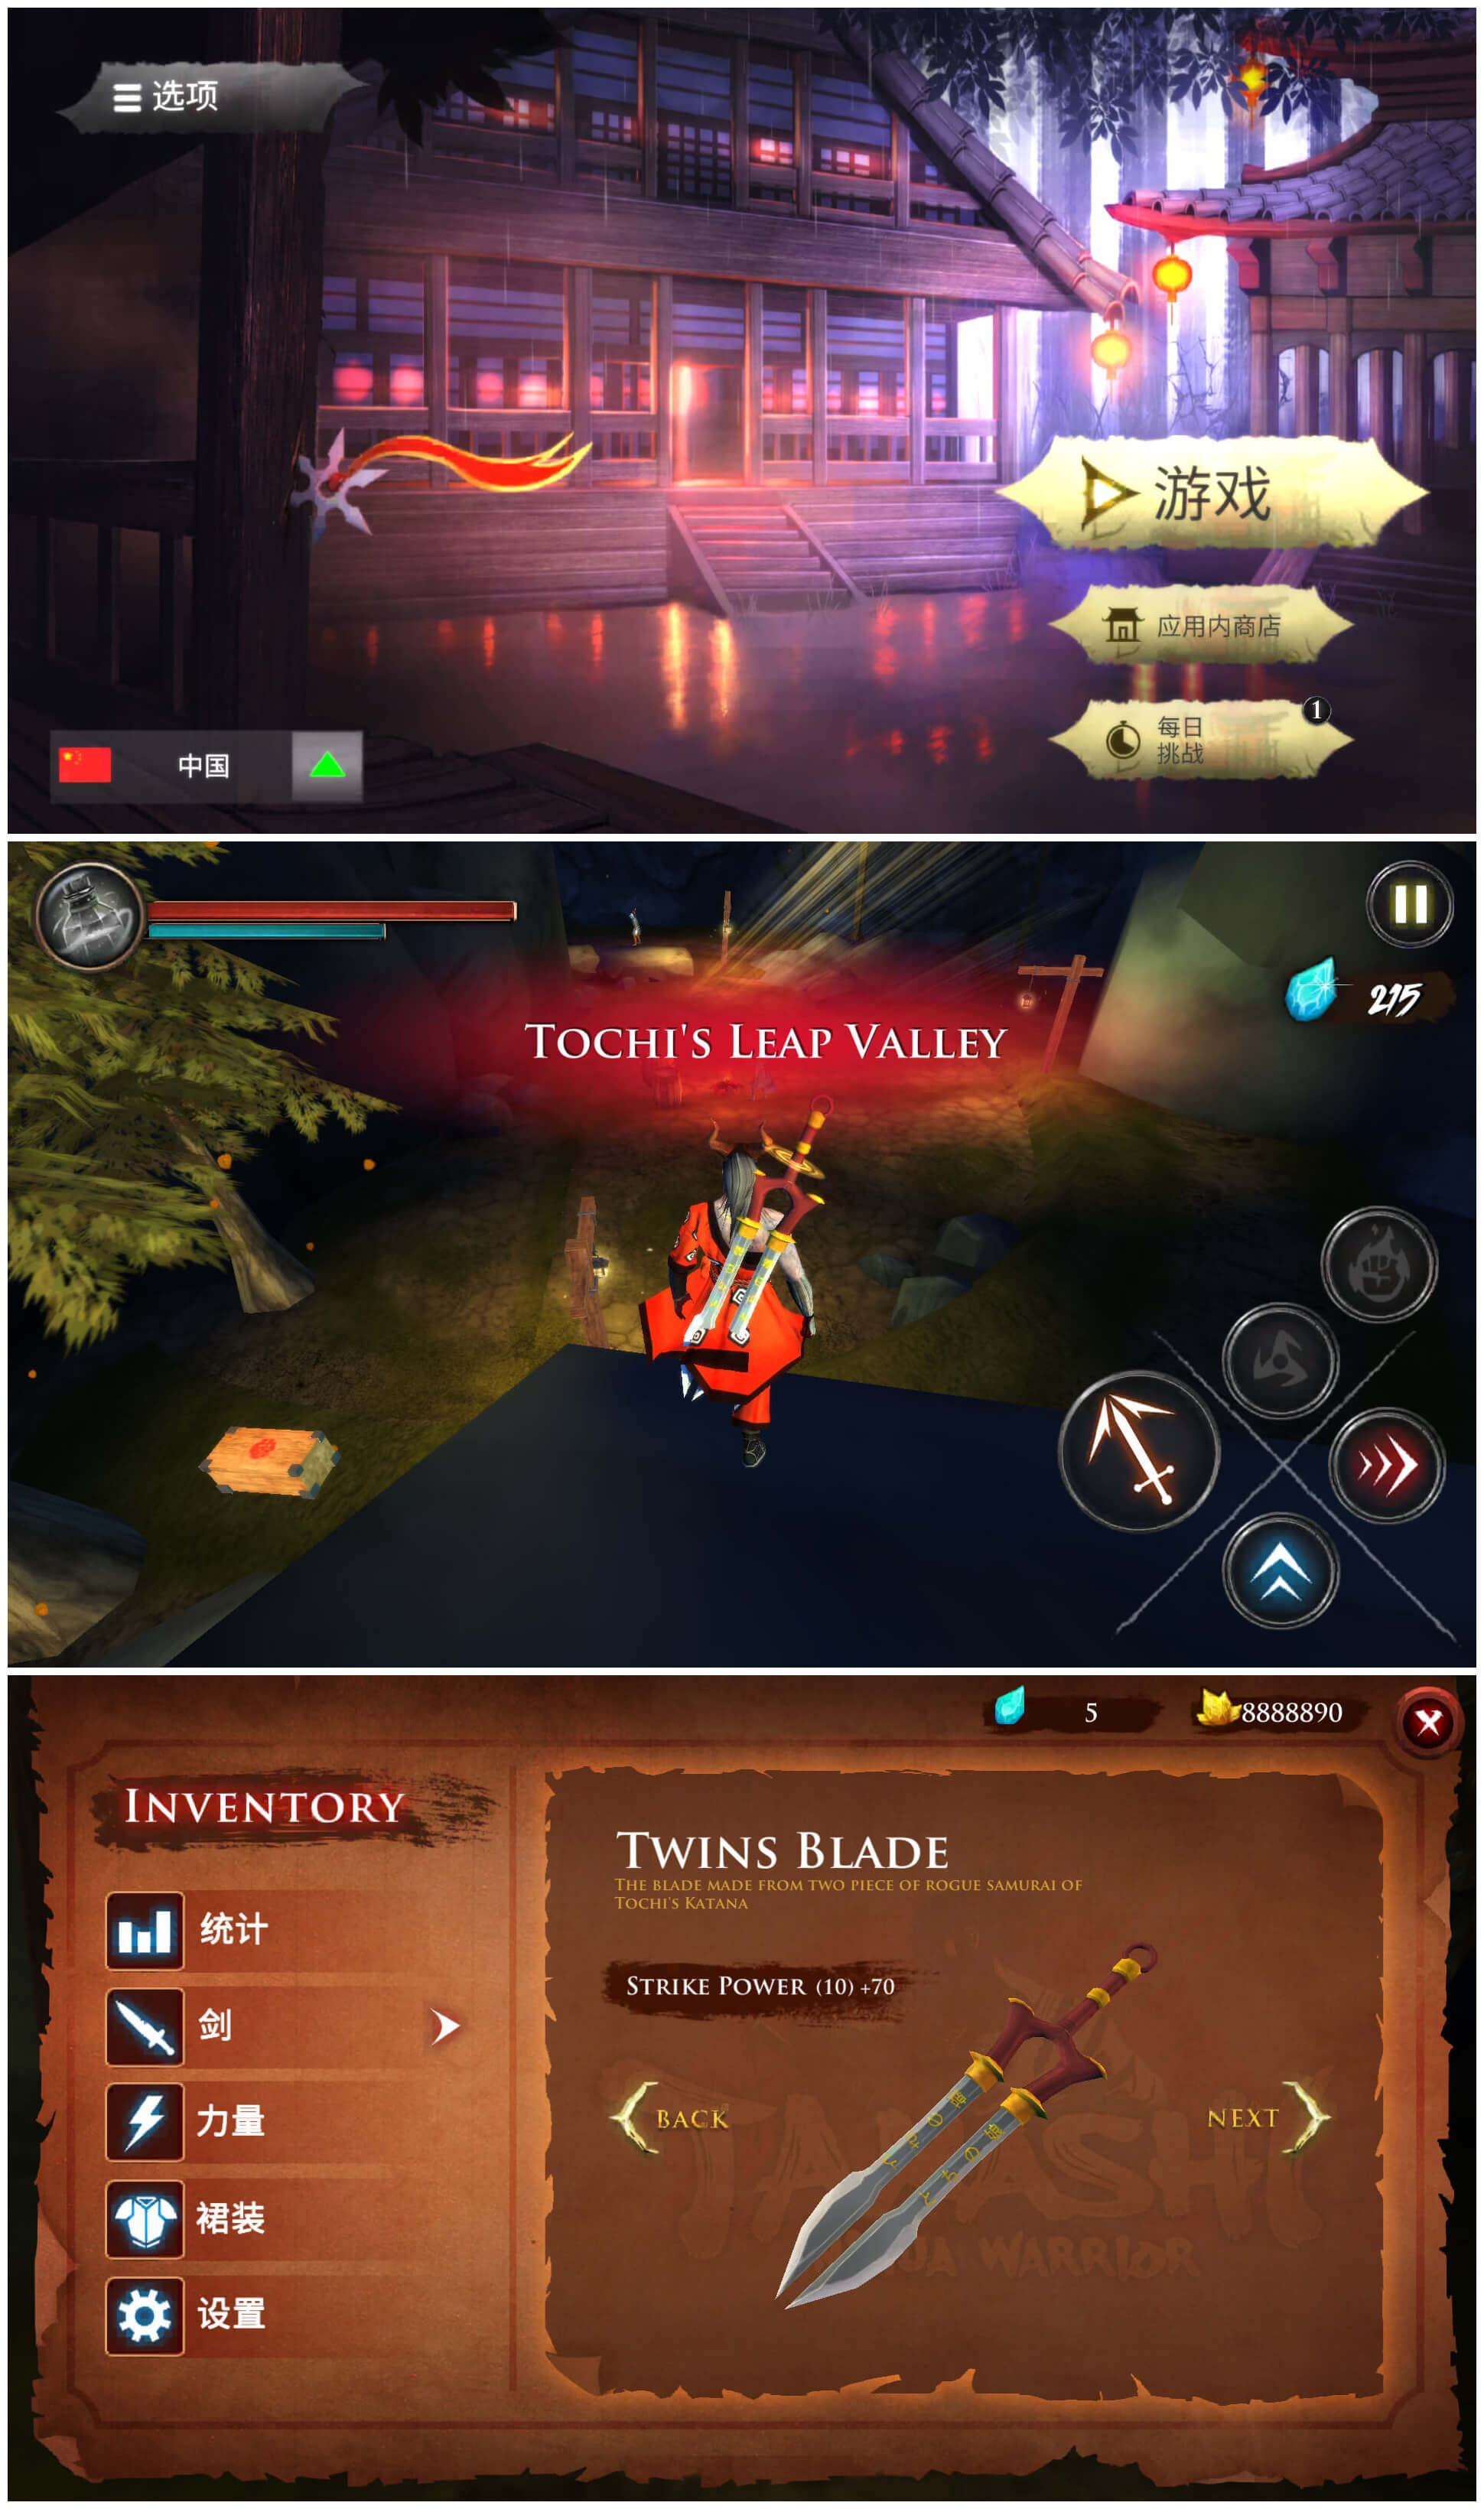 选项
游戏
应用内商店
1
每日
挑战
中国
TOCHI'S LEAP VALLEY
215
5
8888890
INVENTORY
TWINS BLADE
THE BLADE MADE FROM TWO PIECE OF ROGUE SAMURAI OF
TOCHI'S KATANA
STRIKE POWER (10) +70
统计
剑
力量
裙装
设置
BACK
NEXT
WARRIOR